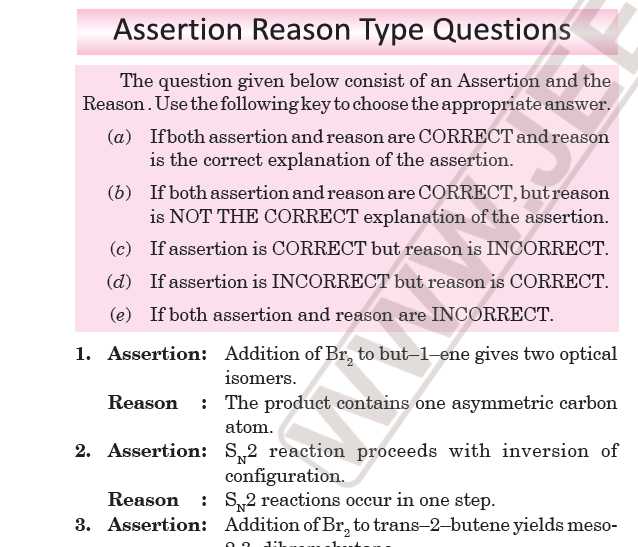 Assertion Reason Type Questions
The question given below consist of an Assertion and the
Reason . Use the following key to choose the appropriate answer.
(a) If both assertion and reason are CORRECT and reason
is the correct explanation of the assertion.
(b) If both assertion and reason are CORRECT, but reason
is NOT THE CORRECT explanation of the assertion.
(c) If assertion is CORRECT but reason is INCORRECT.
(d) If assertion is INCORRECT but reason is CORRECT.
(e) If both assertion and reason are INCORRECT.
1. Assertion: Addition of Br₂ to but–1–ene gives two optical
isomers.
Reason : The product contains one asymmetric carbon
atom.
2. Assertion: S_N2 reaction proceeds with inversion of
configuration.
Reason : S_N2 reactions occur in one step.
3. Assertion: Addition of Br₂ to trans–2–butene yields meso-
WWW.JEE